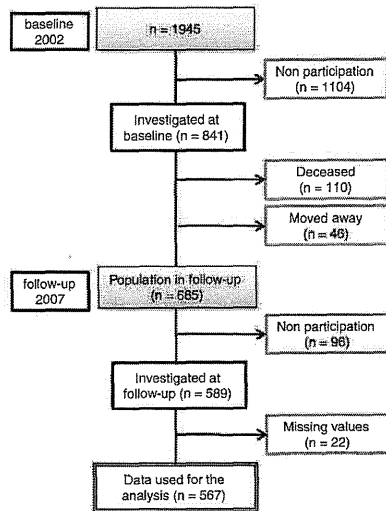 baseline
2002
n = 1945
Non participation
(n = 1104)
Investigated at
baseline (n = 841)
Deceased
(n = 110)
Moved away
(n = 46)
follow-up
2007
Population in follow-up
(n = 685)
Non participation
(n = 96)
Investigated at
follow-up (n = 589)
Missing values
(n = 22)
Data used for the
analysis (n = 567)